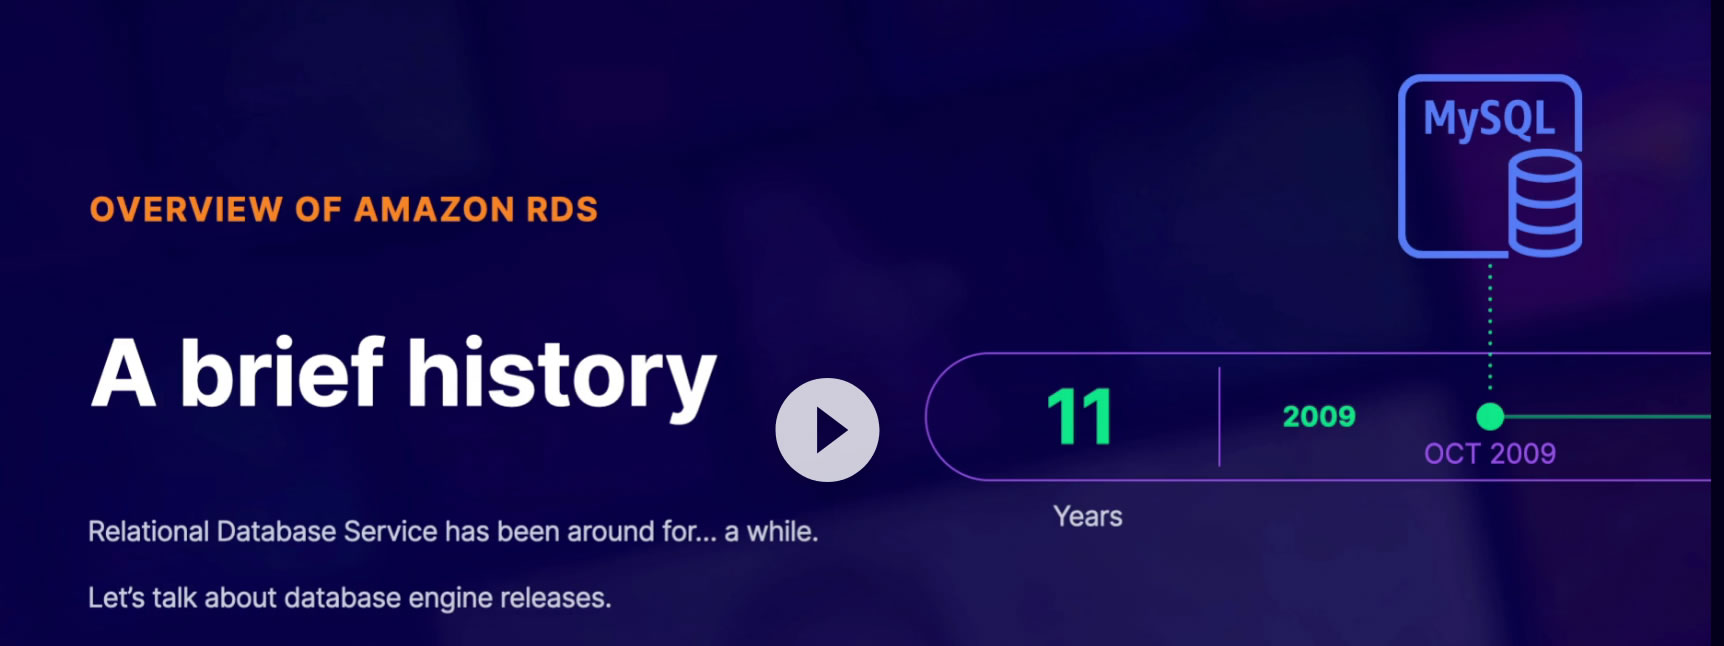 MySQL
OVERVIEW OF AMAZON RDS
A brief history
11
2009
OCT 2009
Years
Relational Database Service has been around for... a while.
Let’s talk about database engine releases.